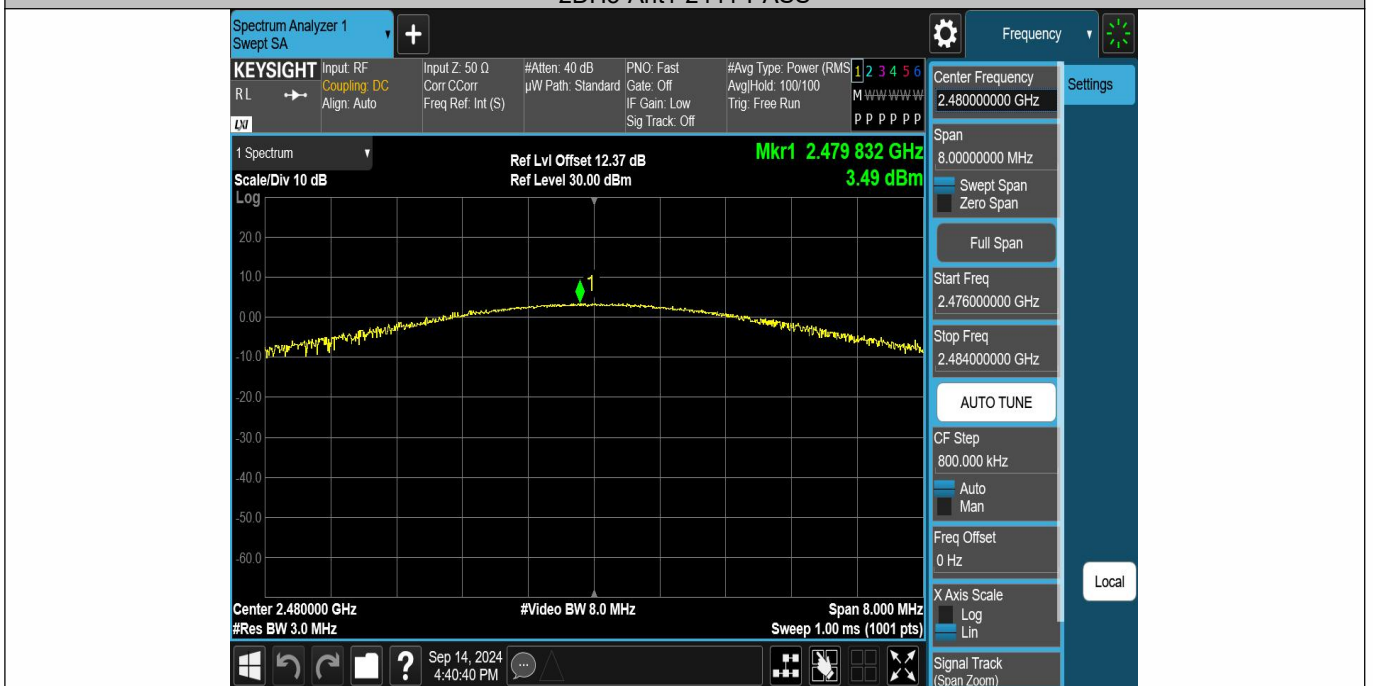 Spectrum Analyzer 1
Swept SA
Frequency
KEYSIGHT
RL
LXI
Input: RF
Coupling: DC
Align: Auto
Input Z: 50 Ω
Corr CCorr
Freq Ref: Int (S)
#Atten: 40 dB
µW Path: Standard
PNO: Fast
Gate: Off
IF Gain: Low
Sig Track: Off
#Avg Type: Power (RMS
Avg|Hold: 100/100
Trig: Free Run
1 2 3 4 5 6
M W W W W W
P P P P P P
1 Spectrum
Scale/Div 10 dB
Ref Lvl Offset 12.37 dB
Ref Level 30.00 dBm
Mkr1 2.479 832 GHz
3.49 dBm
Log
20.0
10.0
0.00
-10.0
-20.0
-30.0
-40.0
-50.0
-60.0
1
Center 2.480000 GHz
#Res BW 3.0 MHz
#Video BW 8.0 MHz
Span 8.000 MHz
Sweep 1.00 ms (1001 pts)
Center Frequency
2.480000000 GHz
Settings
Span
8.00000000 MHz
Swept Span
Zero Span
Full Span
Start Freq
2.476000000 GHz
Stop Freq
2.484000000 GHz
AUTO TUNE
CF Step
800.000 kHz
Auto
Man
Freq Offset
0 Hz
X Axis Scale
Log
Lin
Signal Track
(Span Zoom)
Local
Sep 14, 2024
4:40:40 PM